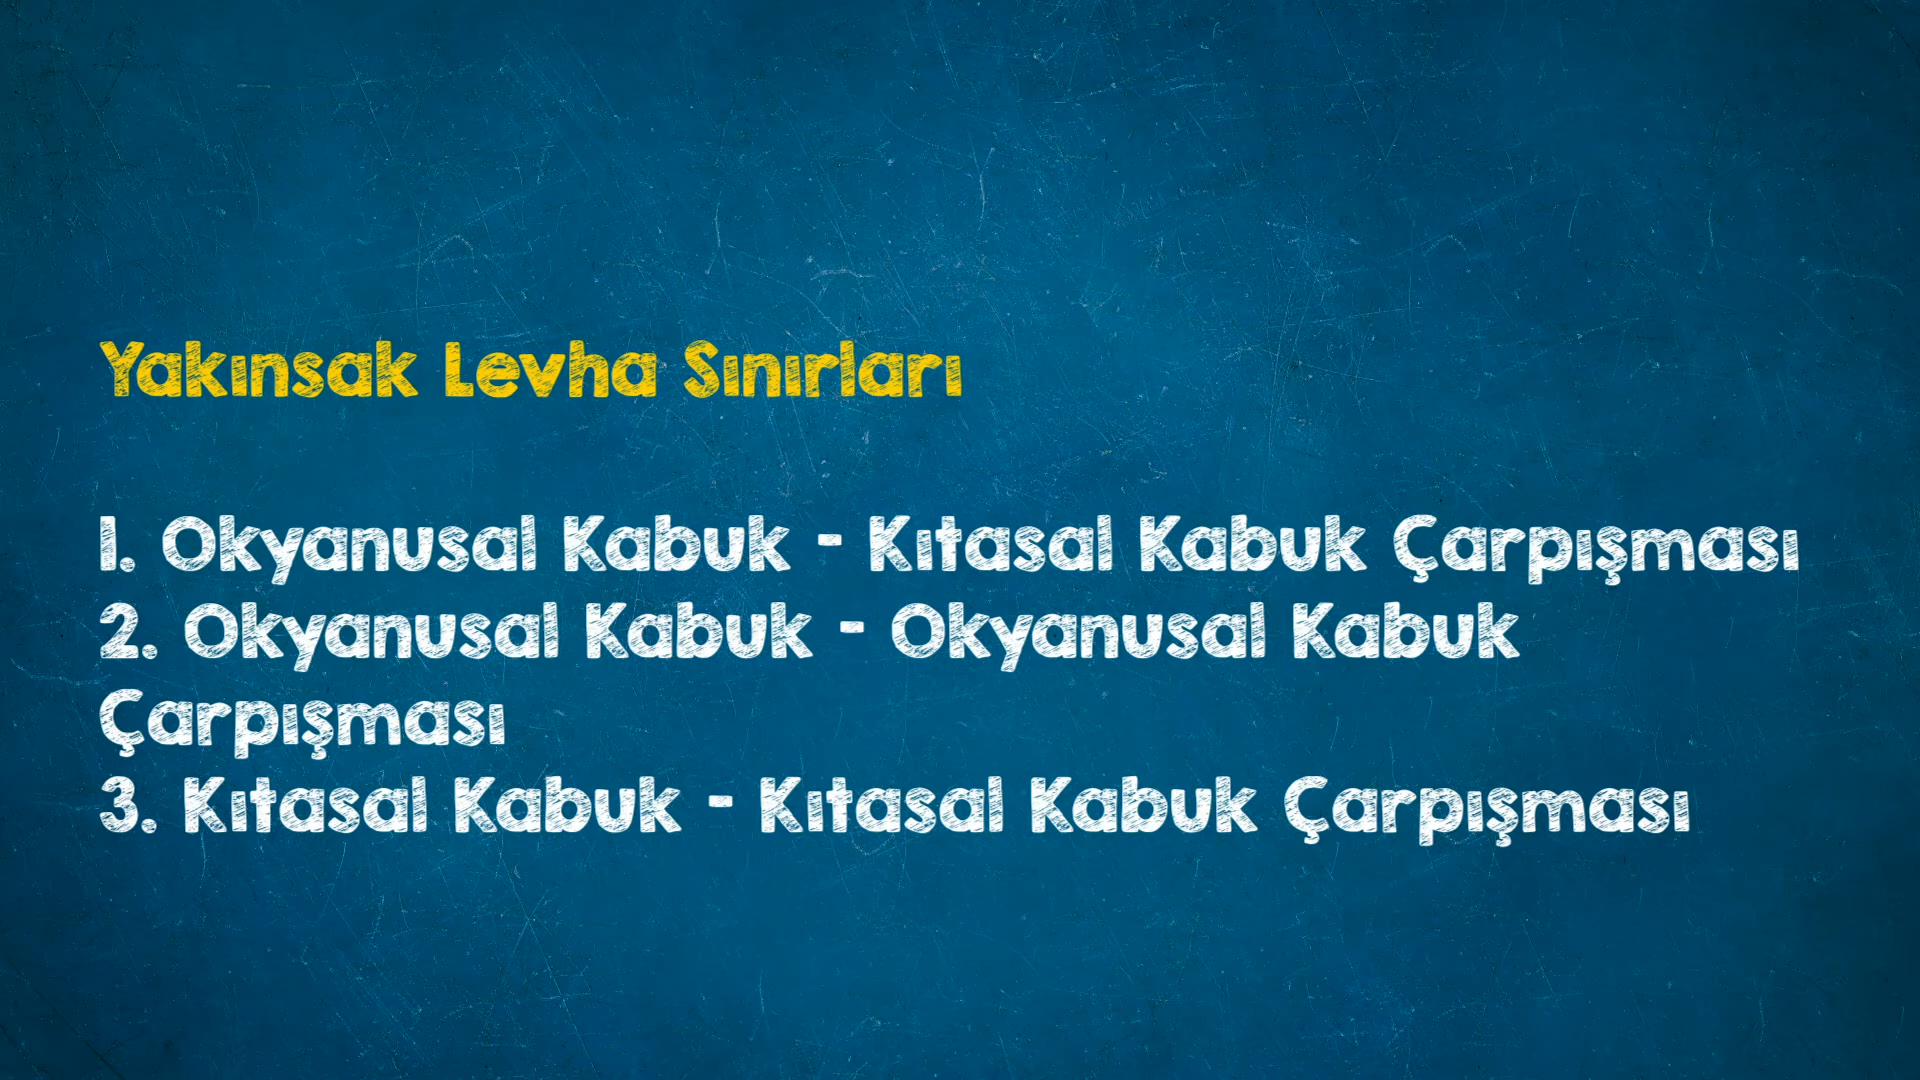 Yakınsak Levha Sınırları
1. Okyanusal Kabuk - Kıtasal Kabuk Çarpışması
2. Okyanusal Kabuk - Okyanusal Kabuk
Çarpışması
3. Kıtasal Kabuk - Kıtasal Kabuk Çarpışması